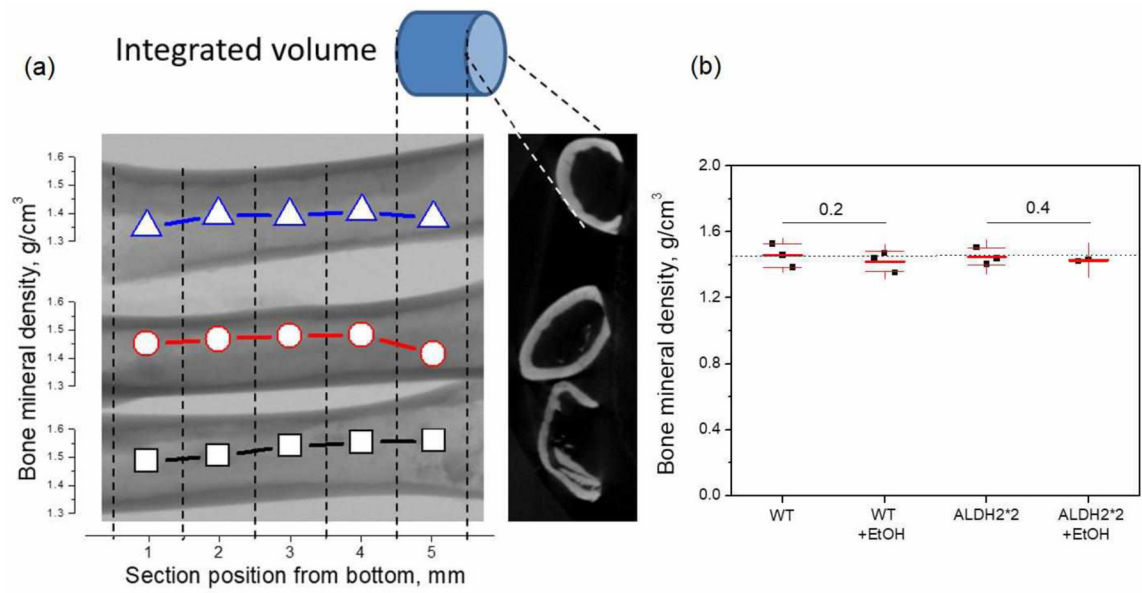 Integrated volume
(a)
(b)
Bone mineral density, g/cm³
1.6
1.5
1.4
1.3
1.6
1.5
1.4
1.3
1.6
1.5
1.4
1.3
1 2 3 4 5
Section position from bottom, mm
Bone mineral density, g/cm³
2.0
1.6
1.2
0.8
0.4
0.0
0.2
0.4
WT
WT
+EtOH
ALDH2*2
ALDH2*2
+EtOH